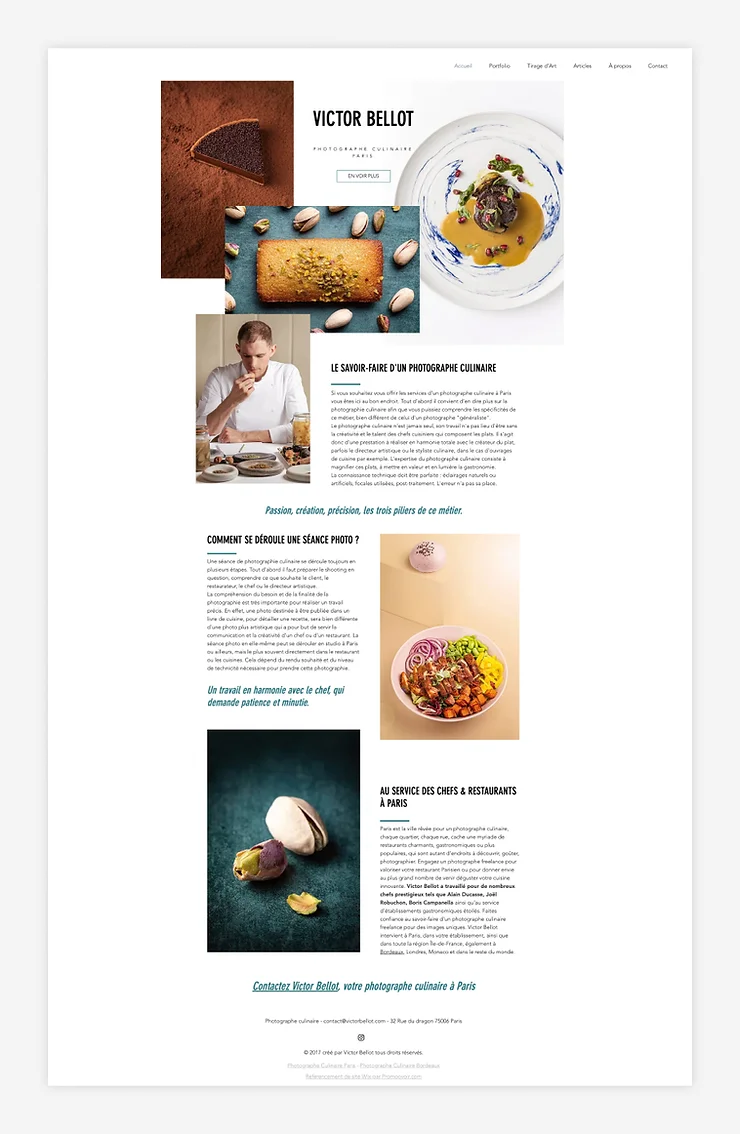 Accueil Portfolio Tirage d'Art Articles À propos Contact
VICTOR BELLOT
PHOTOGRAPHE CULINAIRE
PARIS
EN VOIR PLUS
LE SAVOIR-FAIRE D'UN PHOTOGRAPHE CULINAIRE
Si vous souhaitez vous offrir les services d'un photographe culinaire à Paris
vous êtes ici au bon endroit. Tout d'abord il convient d'en dire plus sur la
photographie culinaire afin que vous puissiez comprendre les spécificités de
ce métier, bien différent de celui d'un photographe "généraliste".
Le photographe culinaire n'est jamais seul, son travail n'a pas lieu d'être sans
la créativité et le talent des chefs cuisiniers qui composent les plats. Il s'agit
donc d'une prestation à réaliser en harmonie totale avec le créateur du plat,
parfois le directeur artistique ou le styliste culinaire, dans le cas d'ouvrages
de cuisine par exemple. L'expertise du photographe culinaire consiste à
magnifier ces plats, à mettre en valeur et en lumière la gastronomie.
La connaissance technique doit être parfaite : éclairages naturels ou
artificiels, focales utilisées, post-traitement. L'erreur n'a pas sa place.
Passion, création, précision, les trois piliers de ce métier.
COMMENT SE DÉROULE UNE SÉANCE PHOTO ?
Une séance de photographie culinaire se déroule toujours en
plusieurs étapes. Tout d'abord il faut préparer le shooting en
question, comprendre ce que souhaite le client, le
restaurateur, le chef ou le directeur artistique.
La compréhension du besoin et de la finalité de la
photographie est très importante pour réaliser un travail
précis. En effet, une photo destinée à être publiée dans un
livre de cuisine, pour détailler une recette, sera bien différente
d'une photo plus artistique qui a pour but de servir la
communication et la créativité d'un chef ou d'un restaurant. La
séance photo en elle-même peut se dérouler en studio à Paris
ou ailleurs, mais le plus souvent directement dans le restaurant
ou les cuisines. Cela dépend du rendu souhaité et du niveau
de technicité nécessaire pour prendre cette photographie.
Un travail en harmonie avec le chef, qui
demande patience et minutie.
AU SERVICE DES CHEFS & RESTAURANTS
À PARIS
Paris est la ville rêvée pour un photographe culinaire,
chaque quartier, chaque rue, cache une myriade de
restaurants charmants, gastronomiques ou plus
populaires, qui sont autant d'endroits à découvrir, goûter,
photographier. Engagez un photographe freelance pour
valoriser votre restaurant Parisien ou pour donner envie
au plus grand nombre de venir déguster votre cuisine
innovante. Victor Bellot a travaillé pour de nombreux
chefs prestigieux tels que Alain Ducasse, Joël
Robuchon, Boris Campanella ainsi qu'au service
d'établissements gastronomiques étoilés. Faites
confiance au savoir-faire d'un photographe culinaire
freelance pour des images uniques. Victor Bellot
intervient à Paris, dans votre établissement, ainsi que
dans toute la région Île-de-France, également à
Bordeaux, Londres, Monaco et dans le reste du monde
Contactez Victor Bellot, votre photographe culinaire à Paris
Photographe culinaire - contact@victorbellot.com - 32 Rue du dragon 75006 Paris
© 2017 créé par Victor Bellot tous droits réservés.
Photographe Culinaire Paris - Photographe Culinaire Bordeaux
Référencement de site Wix par Promoovoir.com